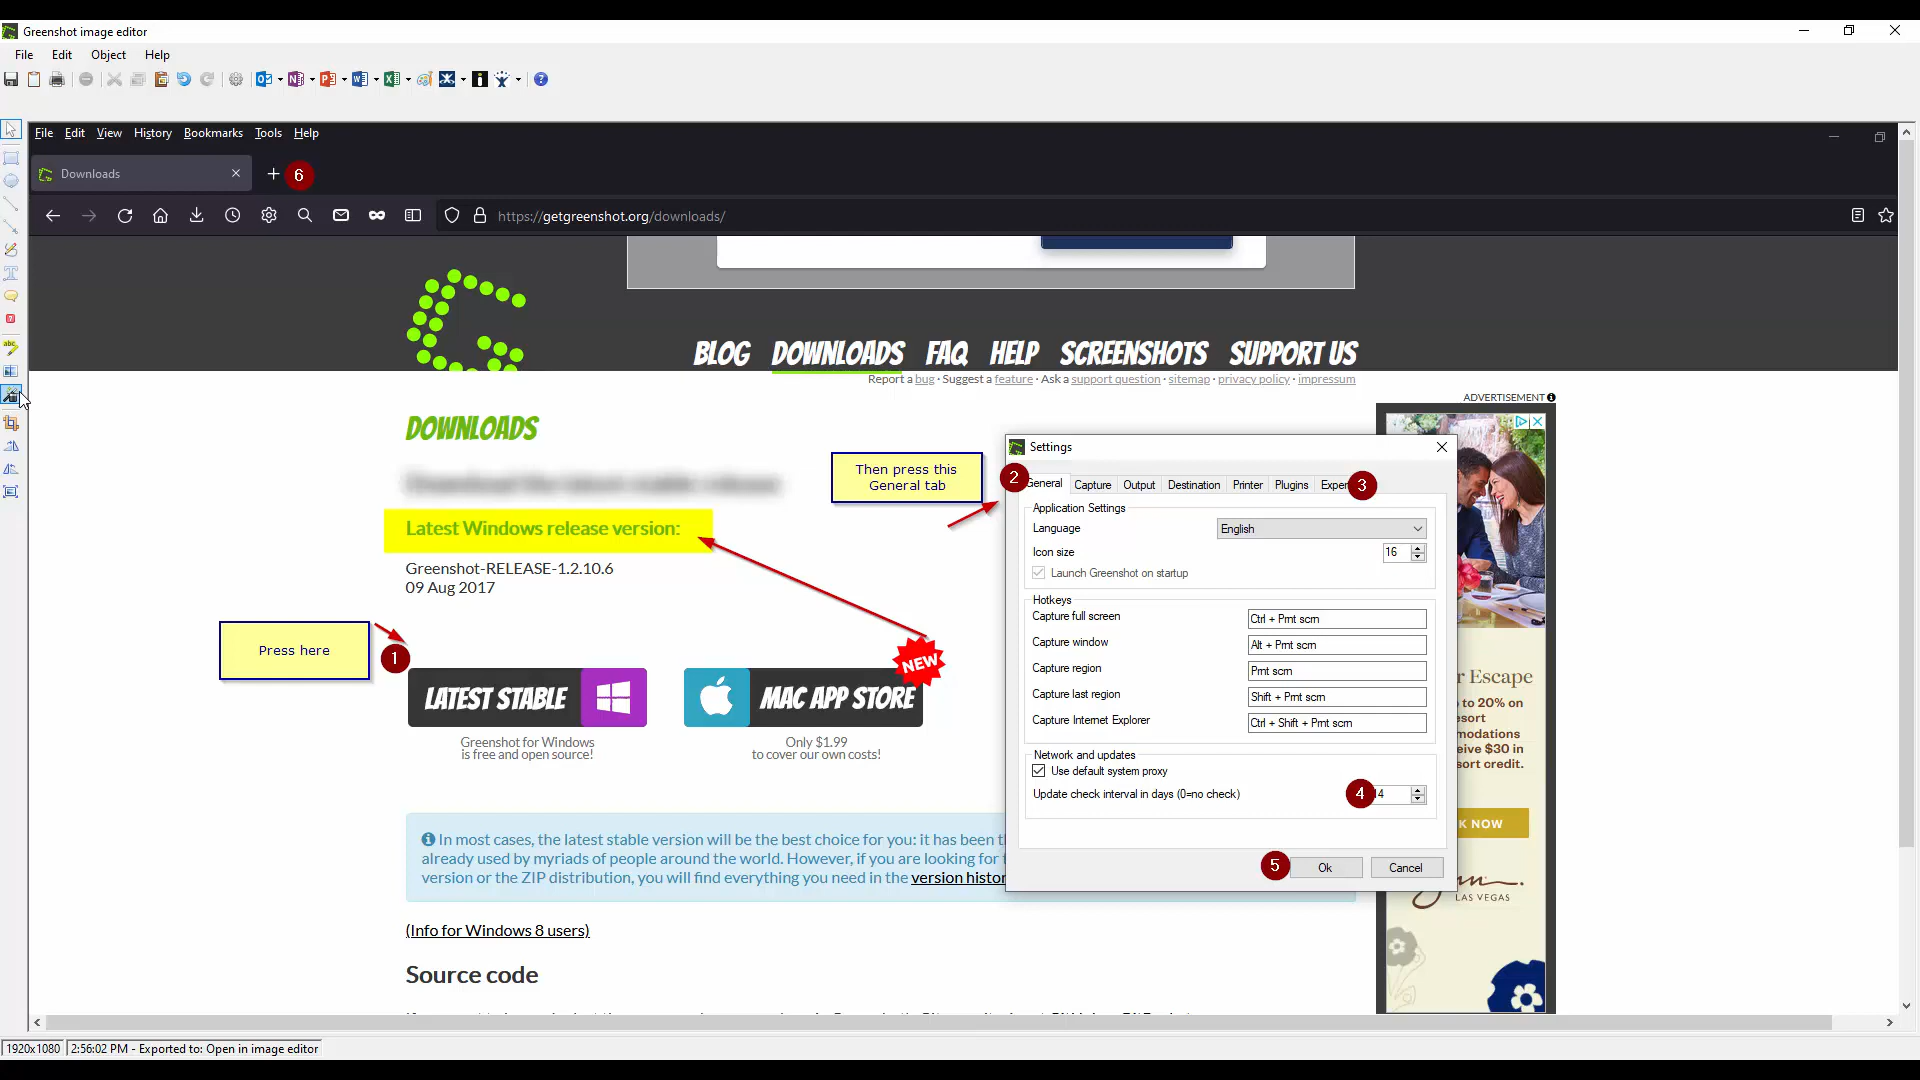 Greenshot image editor
File Edit Object Help
File Edit View History Bookmarks Tools Help
Downloads
6
https://getgreenshot.org/downloads/
BLOG DOWNLOADS FAQ HELP SCREENSHOTS SUPPORT US
Report a bug · Suggest a feature · Ask a support question · sitemap · privacy policy · impressum
ADVERTISEMENT
DOWNLOADS
Latest Windows release version:
Greenshot-RELEASE-1.2.10.6
09 Aug 2017
Press here
1
LATEST STABLE
MAC APP STORE
NEW
Greenshot for Windows
is free and open source!
Only $1.99
to cover our own costs!
Then press this
General tab
Settings
2
General Capture Output Destination Printer Plugins
3
Application Settings
Language English
Icon size 16
Launch Greenshot on startup
Hotkeys
Capture full screen Ctrl + Prnt scrn
Capture window Alt + Prnt scrn
Capture region Prnt scrn
Capture last region Shift + Prnt scrn
Capture Internet Explorer Ctrl + Shift + Prnt scrn
Network and updates
Use default system proxy
Update check interval in days (0=no check) 4 14
5 Ok Cancel
r Escape
to 20% on
esort
modations
eive $30 in
sort credit.
K NOW
LAS VEGAS
In most cases, the latest stable version will be the best choice for you: it has been
already used by myriads of people around the world. However, if you are looking for
version or the ZIP distribution, you will find everything you need in the version histor
(Info for Windows 8 users)
Source code
1920x1080 2:56:02 PM - Exported to: Open in image editor